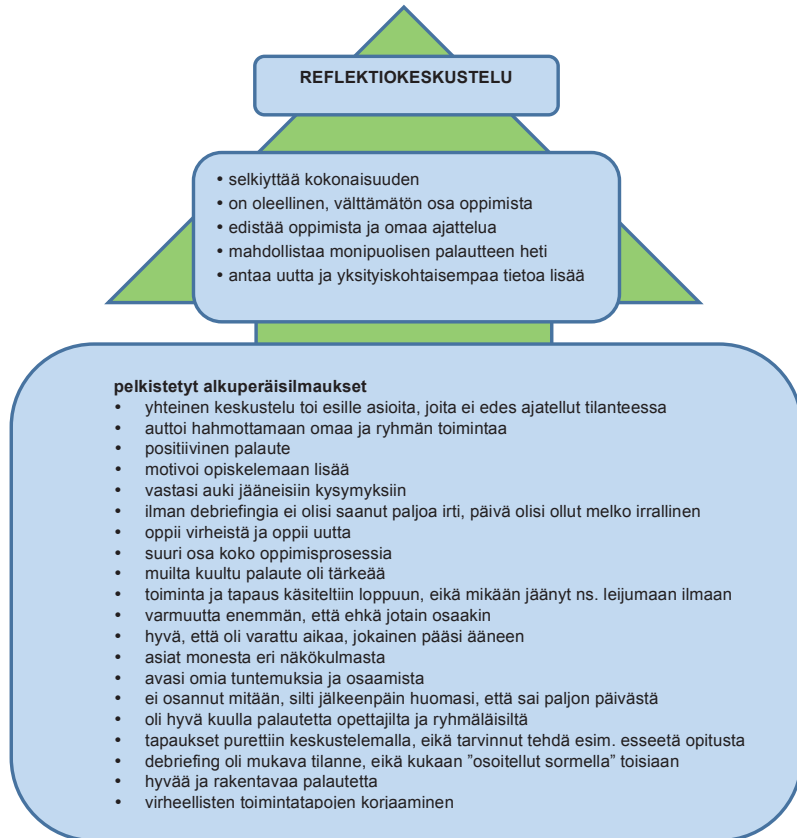 REFLEKTIOKESKUSTELU
• selkiyttää kokonaisuuden
• on oleellinen, välttämätön osa oppimista
• edistää oppimista ja omaa ajattelua
• mahdollistaa monipuolisen palautteen heti
• antaa uutta ja yksityiskohtaisempaa tietoa lisää
pelkistetyt alkuperäisilmaukset
• yhteinen keskustelu toi esille asioita, joita ei edes ajatellut tilanteessa
• auttoi hahmottamaan omaa ja ryhmän toimintaa
• positiivinen palaute
• motivoi opiskelemaan lisää
• vastasi auki jääneisiin kysymyksiin
• ilman debriefingia ei olisi saanut paljoa irti, päivä olisi ollut melko irrallinen
• oppii virheistä ja oppii uutta
• suuri osa koko oppimisprosessia
• muilta kuultu palaute oli tärkeää
• toiminta ja tapaus käsiteltiin loppuun, eikä mikään jäänyt ns. leijumaan ilmaan
• varmuutta enemmän, että ehkä jotain osaakin
• hyvä, että oli varattu aikaa, jokainen pääsi ääneen
• asiat monesta eri näkökulmasta
• avasi omia tuntemuksia ja osaamista
• ei osannut mitään, silti jälkeenpäin huomasi, että sai paljon päivästä
• oli hyvä kuulla palautetta opettajilta ja ryhmäläisiltä
• tapaukset purettiin keskustelemalla, eikä tarvinnut tehdä esim. esseetä opitusta
• debriefing oli mukava tilanne, eikä kukaan ”osoitellut sormella” toisiaan
• hyvää ja rakentavaa palautetta
• virheellisten toimintatapojen korjaaminen